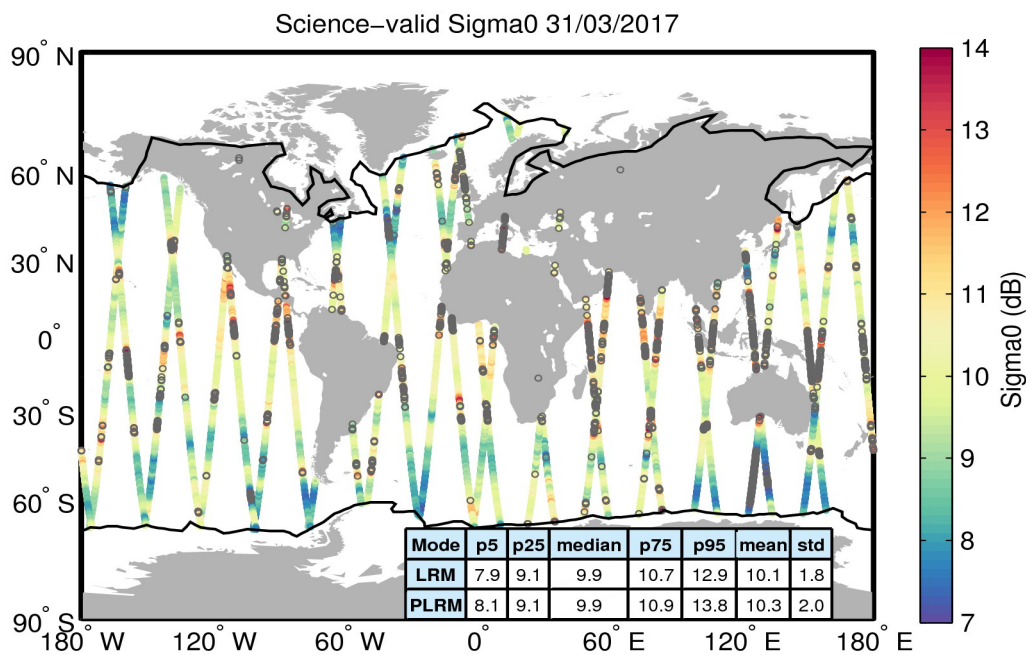 Science−valid Sigma0 31/03/2017
90° N
60° N
30° N
0°
30° S
60° S
90° S
180° W
120° W
60° W
0°
60° E
120° E
180° E
14
13
12
11
10
9
8
7
Sigma0 (dB)
Mode p5 p25 median p75 p95 mean std
LRM 7.9 9.1 9.9 10.7 12.9 10.1 1.8
PLRM 8.1 9.1 9.9 10.9 13.8 10.3 2.0